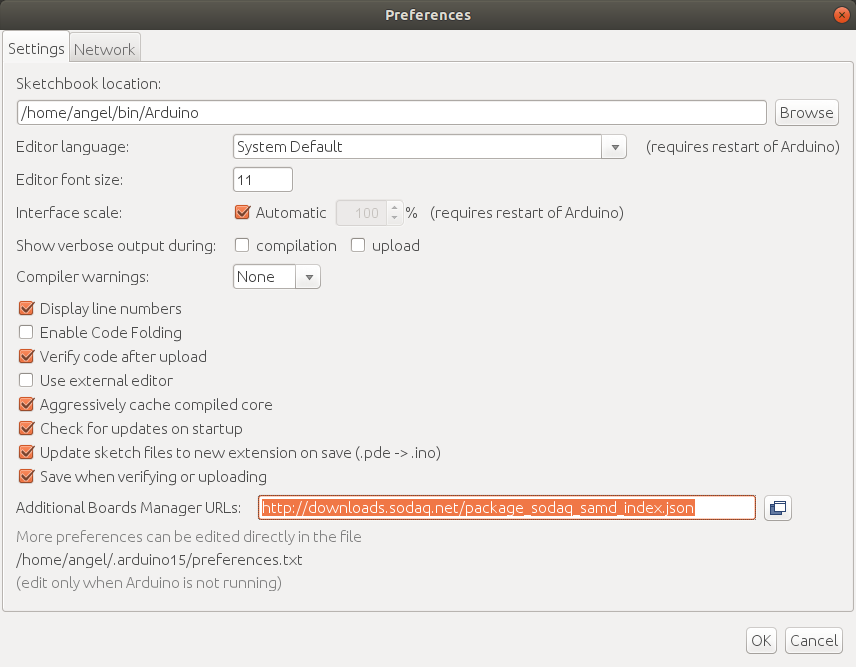 Preferences
Settings Network
Sketchbook location:
/home/angel/bin/Arduino Browse
Editor language: System Default (requires restart of Arduino)
Editor font size: 11
Interface scale: Automatic 100 % (requires restart of Arduino)
Show verbose output during: compilation upload
Compiler warnings: None
Display line numbers
Enable Code Folding
Verify code after upload
Use external editor
Aggressively cache compiled core
Check for updates on startup
Update sketch files to new extension on save (.pde -> .ino)
Save when verifying or uploading
Additional Boards Manager URLs: http://downloads.sodaq.net/package_sodaq_samd_index.json
More preferences can be edited directly in the file
/home/angel/.arduino15/preferences.txt
(edit only when Arduino is not running)
OK Cancel